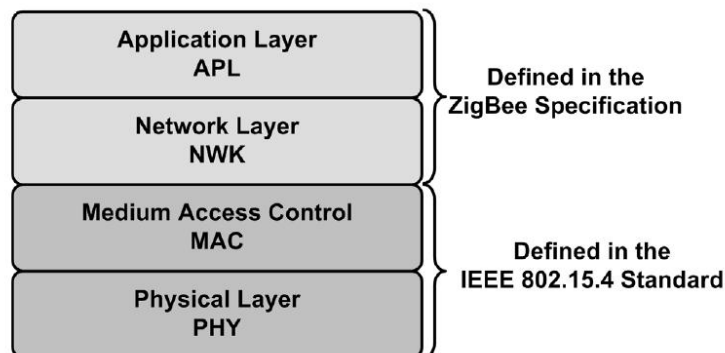 Application Layer
APL
Defined in the
ZigBee Specification
Network Layer
NWK
Medium Access Control
MAC
Defined in the
IEEE 802.15.4 Standard
Physical Layer
PHY